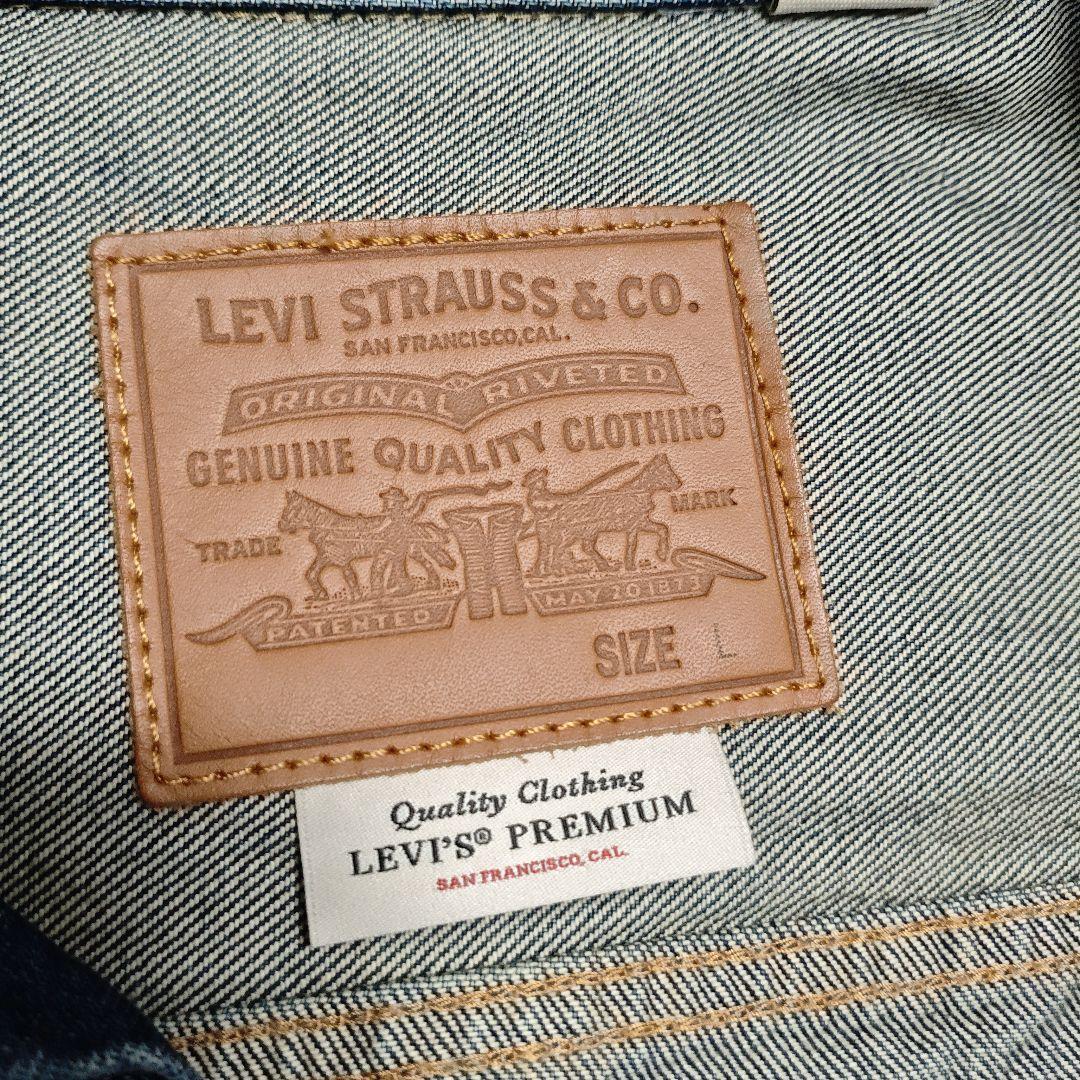 LEVI STRAUSS & CO.
SAN FRANCISCO, CAL.
ORIGINAL RIVETED
GENUINE QUALITY CLOTHING
TRADE MARK
PATENTED MAY 20 1873
SIZE L
Quality Clothing
LEVI'S® PREMIUM
SAN FRANCISCO, CAL.